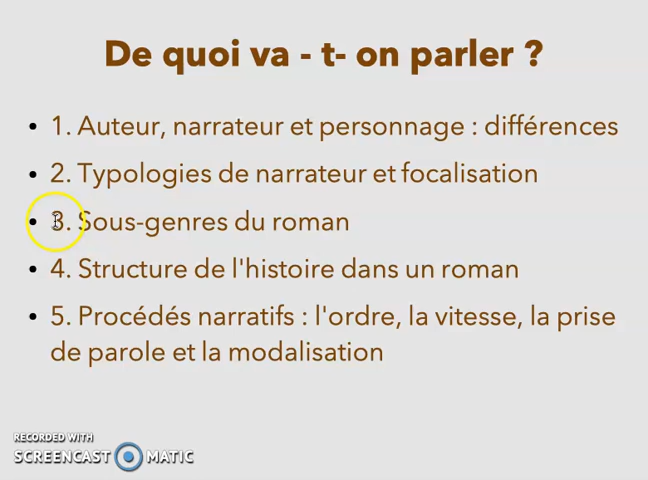 De quoi va - t- on parler ?
• 1. Auteur, narrateur et personnage : différences
• 2. Typologies de narrateur et focalisation
• 3. Sous-genres du roman
• 4. Structure de l'histoire dans un roman
• 5. Procédés narratifs : l'ordre, la vitesse, la prise
de parole et la modalisation
RECORDED WITH
SCREENCAST MATIC